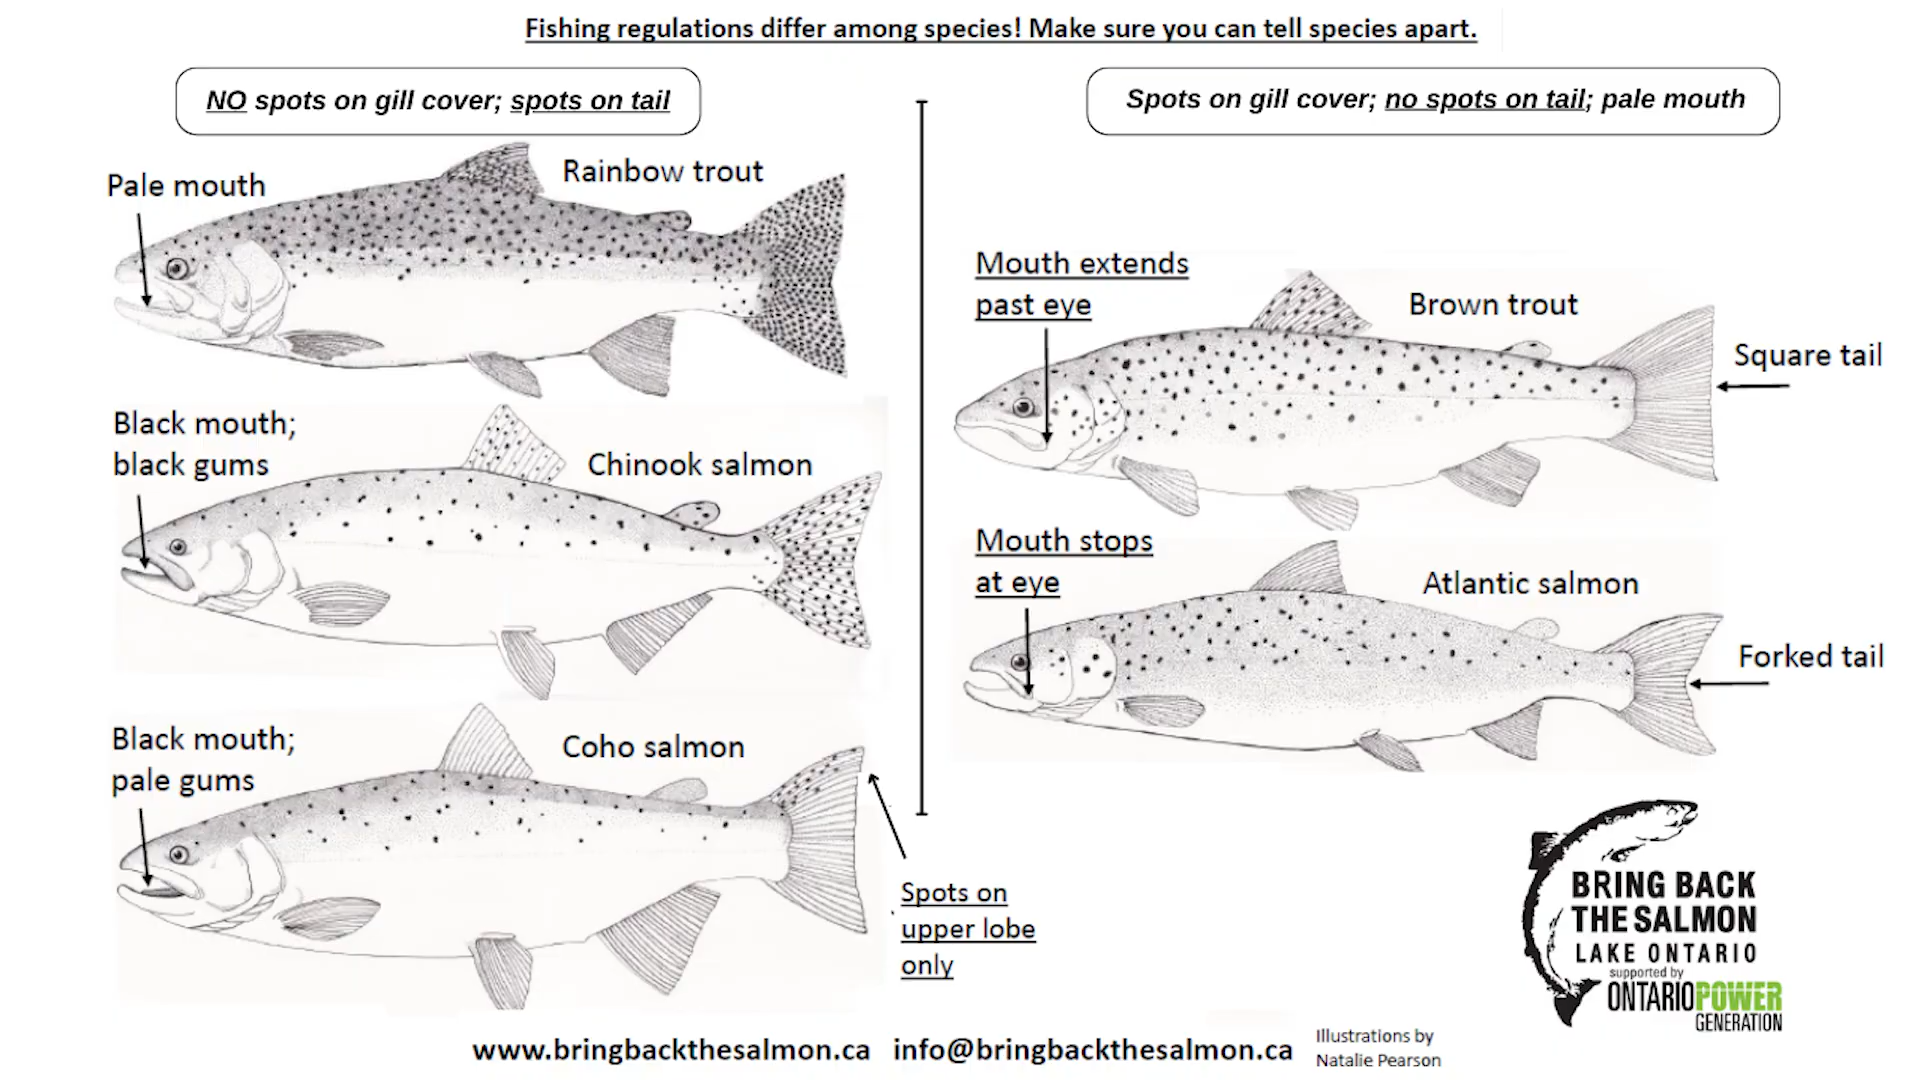 Fishing regulations differ among species! Make sure you can tell species apart.
NO spots on gill cover; spots on tail
Pale mouth
Rainbow trout
Black mouth;
black gums
Chinook salmon
Black mouth;
pale gums
Coho salmon
Spots on
upper lobe
only
Spots on gill cover; no spots on tail; pale mouth
Mouth extends
past eye
Brown trout
Square tail
Mouth stops
at eye
Atlantic salmon
Forked tail
BRING BACK
THE SALMON
LAKE ONTARIO
supported by
ONTARIOPOWER
GENERATION
www.bringbackthesalmon.ca info@bringbackthesalmon.ca
Illustrations by
Natalie Pearson